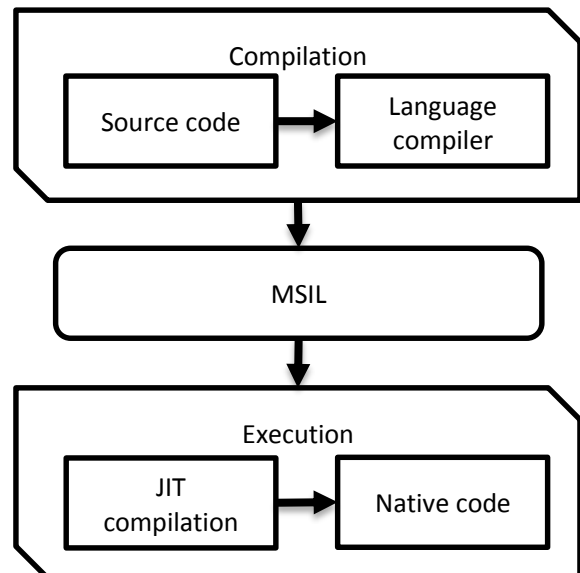 Compilation
Source code
Language
compiler
MSIL
Execution
JIT
compilation
Native code